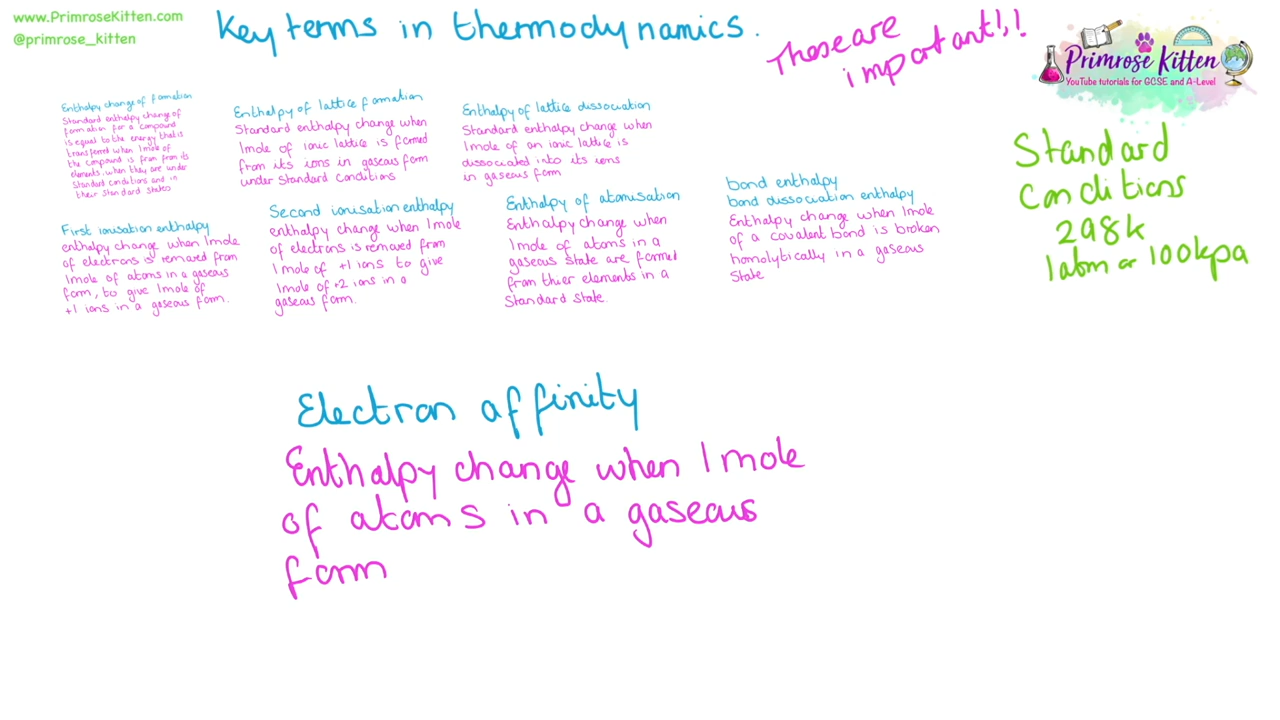 www.PrimroseKitten.com
@primrose_kitten
Key terms in thermodynamics.
These are
important!!
Primrose Kitten
YouTube tutorials for GCSE and A-Level
Enthalpy change of formation
Standard enthalpy change of
formation for a compound
is equal to the energy that is
transferred when 1mole of
the compound is from from its
elements when they are under
Standard conditions and in
their standard states
Enthalpy of lattice formation
Standard enthalpy change when
1mole of ionic lattice is formed
from its ions in gaseous form
under Standard conditions
Enthalpy of lattice dissociation
Standard enthalpy change when
1mole of an ionic lattice is
dissociated into its ions
in gaseous form
Standard
Conditions
298k
1atm or 100kpa
First ionisation enthalpy
enthalpy change when 1mole
of electrons is removed from
1mole of atoms in a gaseous
form, to give 1mole of
+1 ions in a gaseous form.
Second ionisation enthalpy
enthalpy change when 1mole
of electrons is removed from
1mole of +1 ions to give
1mole of +2 ions in a
gaseous form.
Enthalpy of atomisation
Enthalpy change when
1mole of atoms in a
gaseous state are formed
from thier elements in a
Standard state
bond enthalpy
bond dissociation enthalpy
Enthalpy change when 1mole
of a covalent bond is broken
homolytically in a gaseous
State
Electron affinity
Enthalpy change when 1mole
of atoms in a gaseous
form